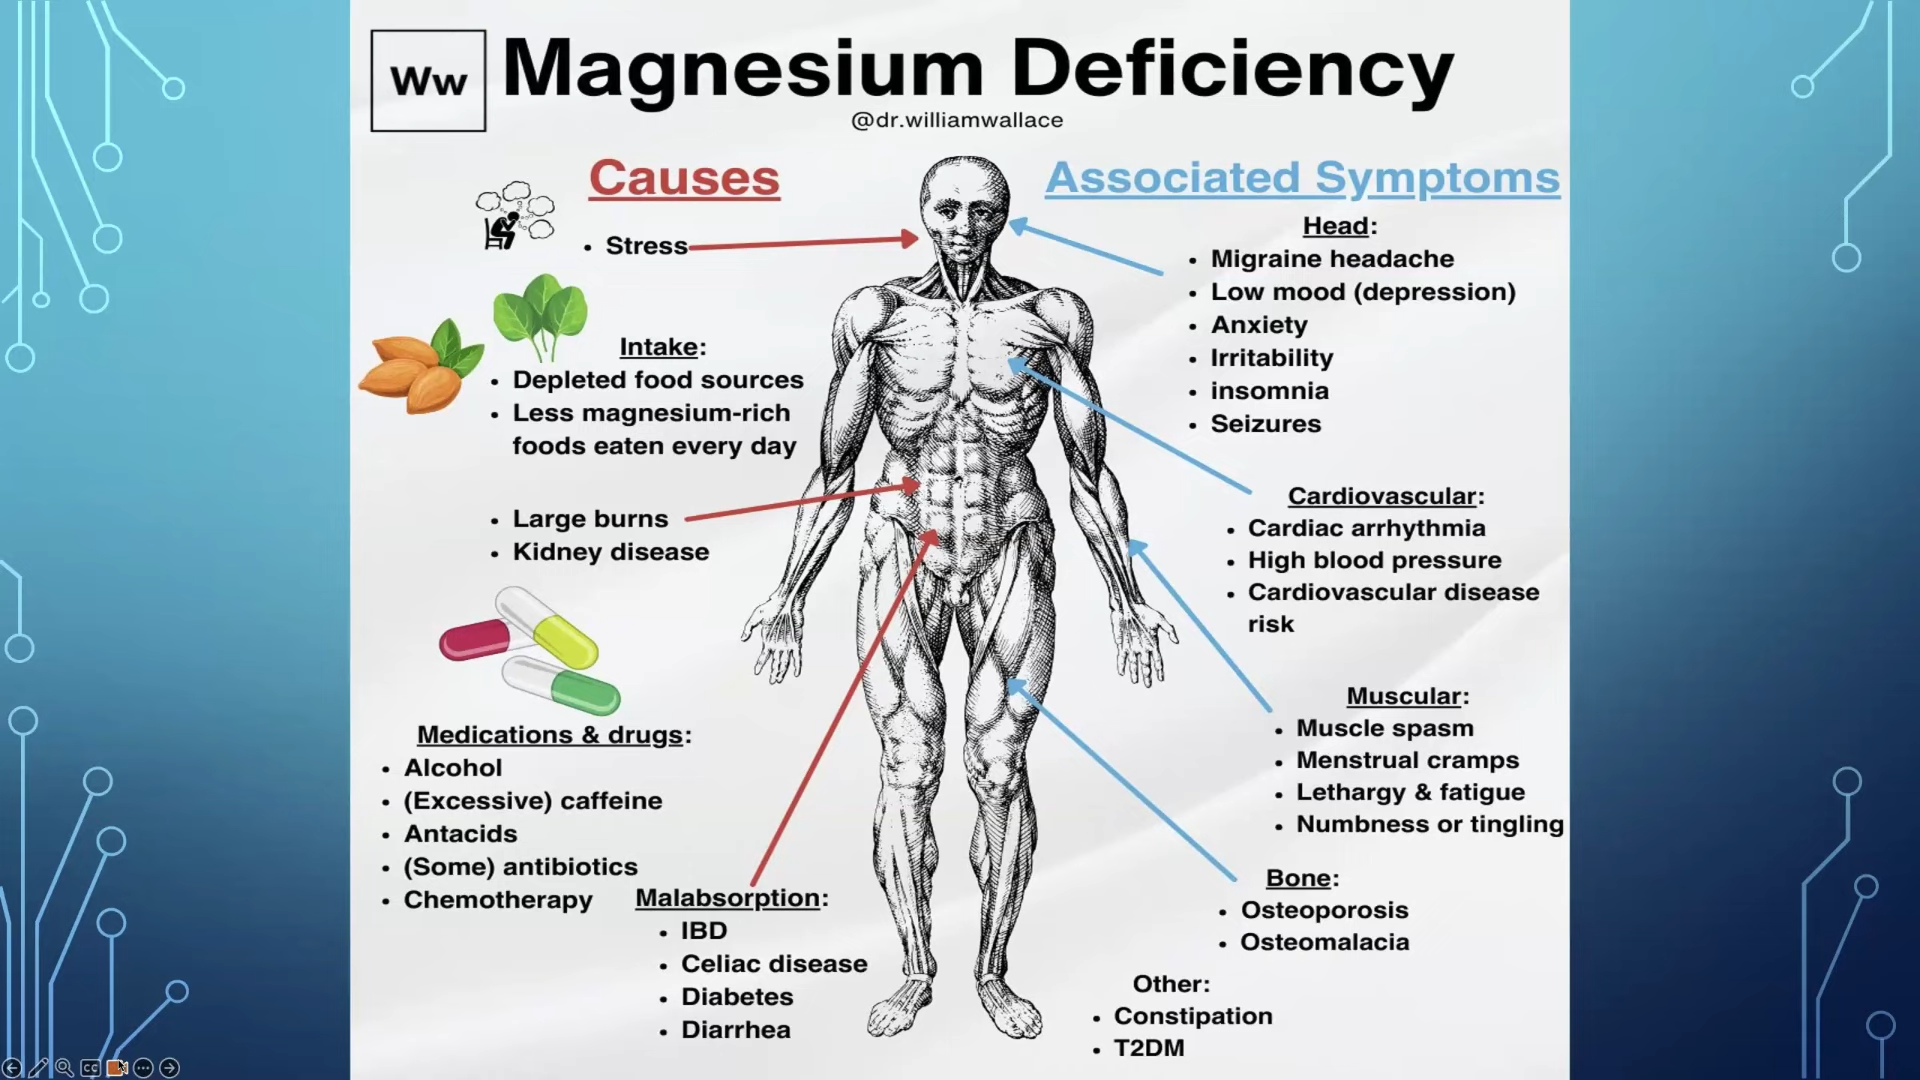 Ww
Magnesium Deficiency
@dr.williamwallace
Causes
• Stress
Intake:
• Depleted food sources
• Less magnesium-rich
foods eaten every day
• Large burns
• Kidney disease
Medications & drugs:
• Alcohol
• (Excessive) caffeine
• Antacids
• (Some) antibiotics
• Chemotherapy
Malabsorption:
• IBD
• Celiac disease
• Diabetes
• Diarrhea
Associated Symptoms
Head:
• Migraine headache
• Low mood (depression)
• Anxiety
• Irritability
• insomnia
• Seizures
Cardiovascular:
• Cardiac arrhythmia
• High blood pressure
• Cardiovascular disease
risk
Muscular:
• Muscle spasm
• Menstrual cramps
• Lethargy & fatigue
• Numbness or tingling
Bone:
• Osteoporosis
• Osteomalacia
Other:
• Constipation
• T2DM
CC